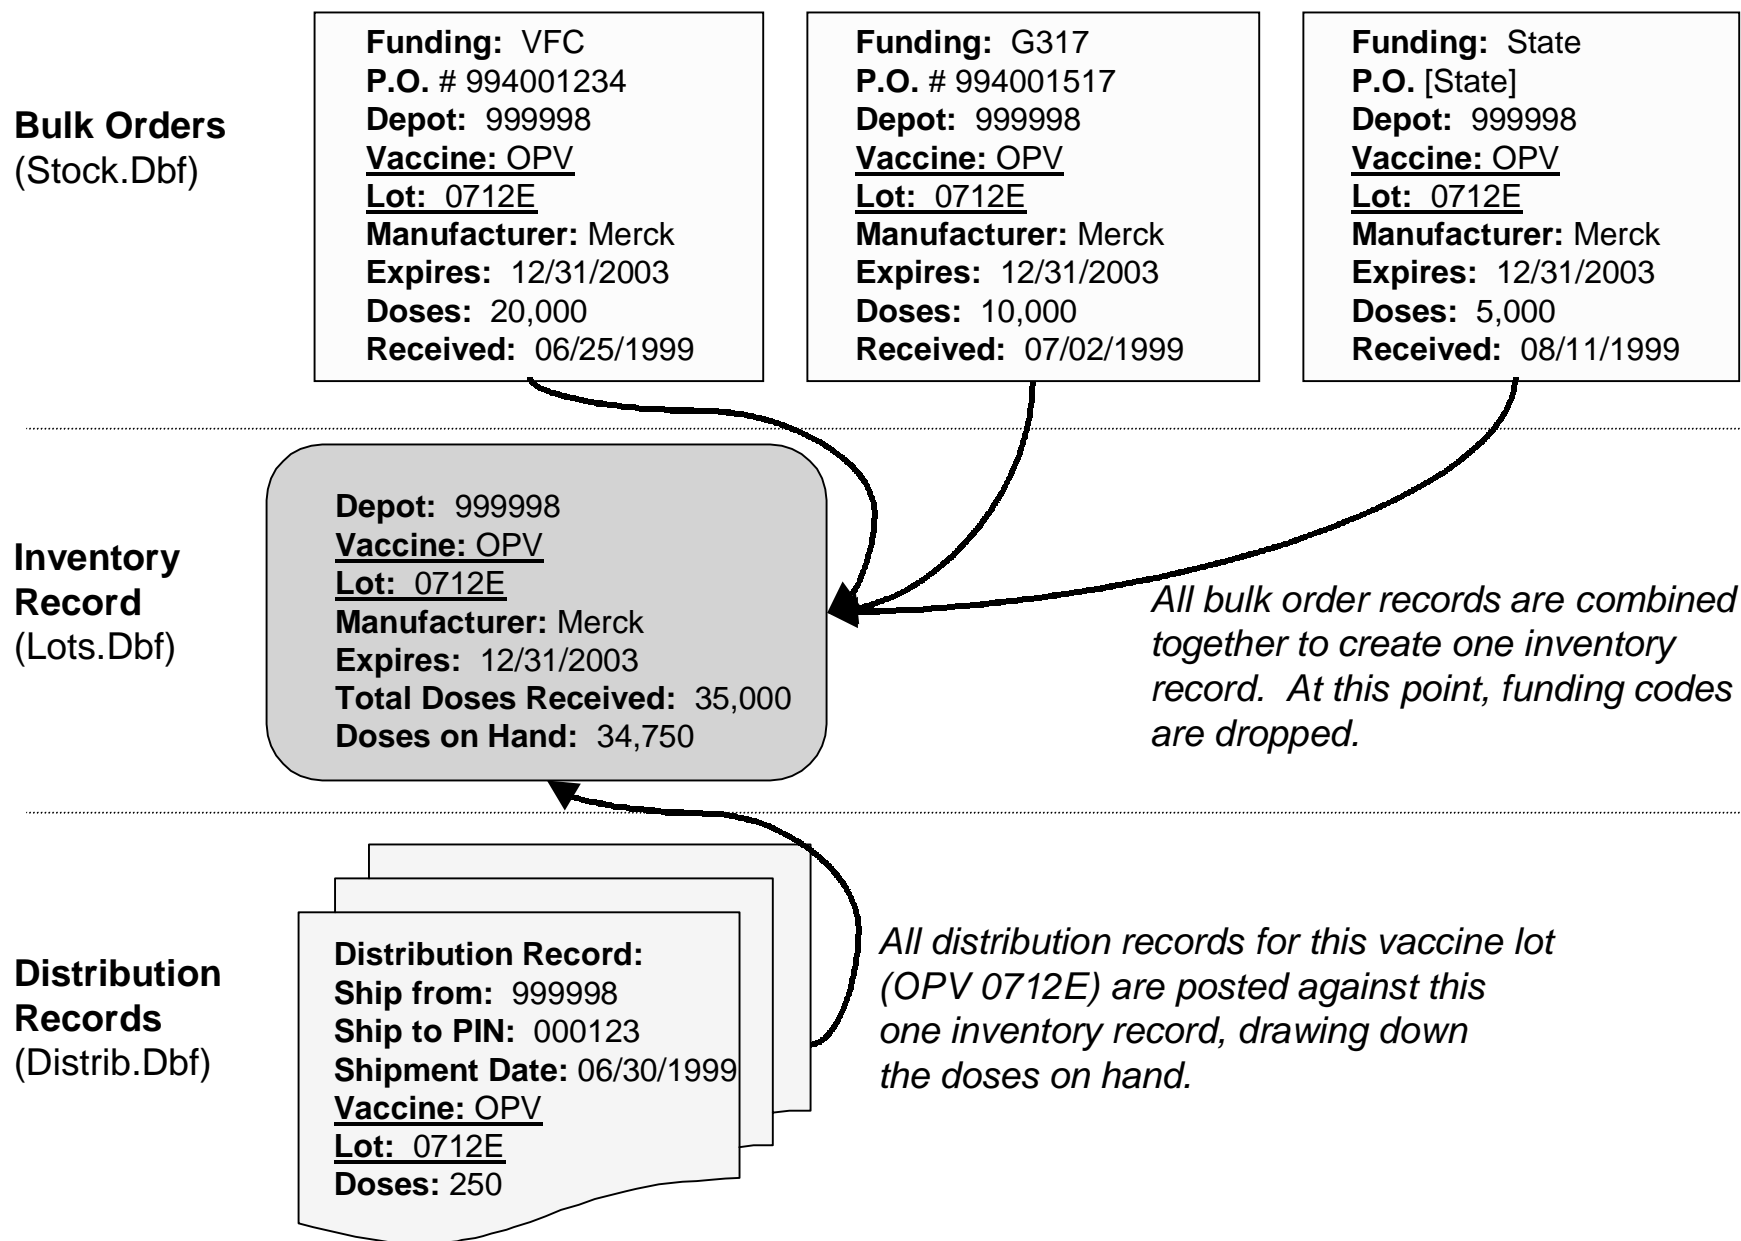 Bulk Orders
(Stock.Dbf)
Funding: VFC
P.O. # 994001234
Depot: 999998
Vaccine: OPV
Lot: 0712E
Manufacturer: Merck
Expires: 12/31/2003
Doses: 20,000
Received: 06/25/1999
Funding: G317
P.O. # 994001517
Depot: 999998
Vaccine: OPV
Lot: 0712E
Manufacturer: Merck
Expires: 12/31/2003
Doses: 10,000
Received: 07/02/1999
Funding: State
P.O. [State]
Depot: 999998
Vaccine: OPV
Lot: 0712E
Manufacturer: Merck
Expires: 12/31/2003
Doses: 5,000
Received: 08/11/1999
Inventory
Record
(Lots.Dbf)
Depot: 999998
Vaccine: OPV
Lot: 0712E
Manufacturer: Merck
Expires: 12/31/2003
Total Doses Received: 35,000
Doses on Hand: 34,750
All bulk order records are combined
together to create one inventory
record. At this point, funding codes
are dropped.
Distribution
Records
(Distrib.Dbf)
Distribution Record:
Ship from: 999998
Ship to PIN: 000123
Shipment Date: 06/30/1999
Vaccine: OPV
Lot: 0712E
Doses: 250
All distribution records for this vaccine lot
(OPV 0712E) are posted against this
one inventory record, drawing down
the doses on hand.